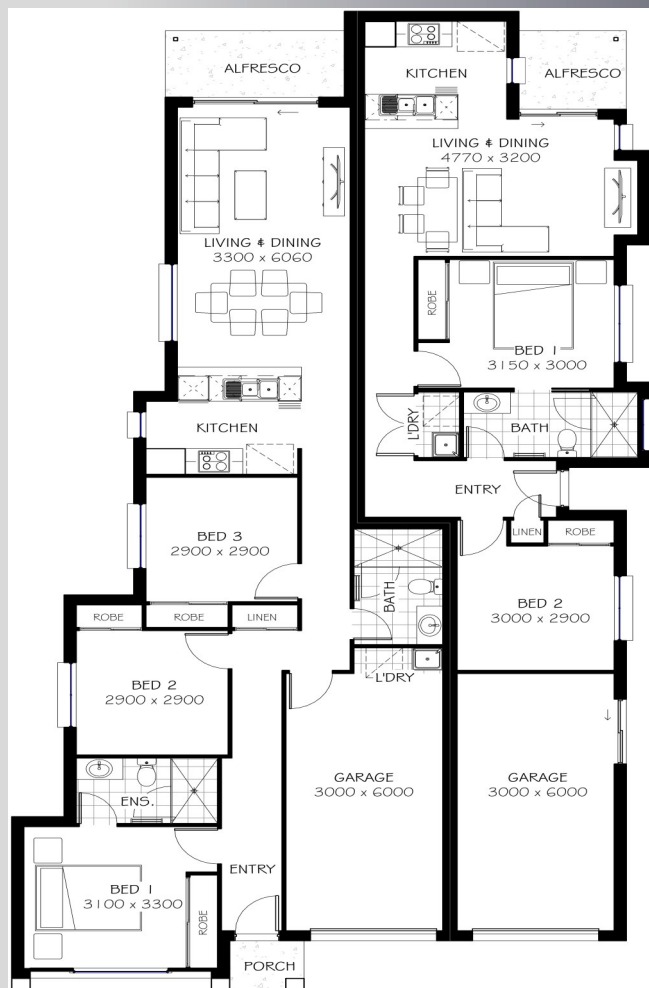 ALFRESCO
LIVING & DINING
3300 x 6060
KITCHEN
BED 3
2900 x 2900
ROBE
ROBE
LINEN
BED 2
2900 x 2900
ENS.
BED 1
3100 x 3300
ROBE
ENTRY
PORCH
BATH
L'DRY
GARAGE
3000 x 6000
KITCHEN
ALFRESCO
LIVING & DINING
4770 x 3200
ROBE
BED 1
3150 x 3000
L'DRY
BATH
ENTRY
LINEN
ROBE
BED 2
3000 x 2900
GARAGE
3000 x 6000